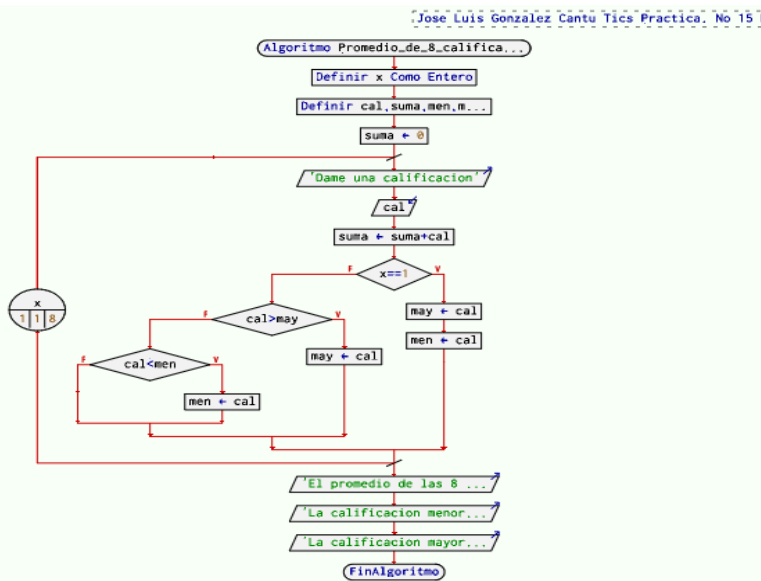 Jose Luis Gonzalez Cantu Tics Practica, No 15
Algoritmo Promedio_de_8_califica...
Definir x Como Entero
Definir cal,suma,men,m...
suma ← 0
'Dame una calificacion'
cal
suma ← suma+cal
F x==1 V
x
1 1 8
F cal>may V
may ← cal
men ← cal
F cal<men V
may ← cal
men ← cal
'El promedio de las 8 ...
'La calificacion menor...
'La calificacion mayor...
FinAlgoritmo